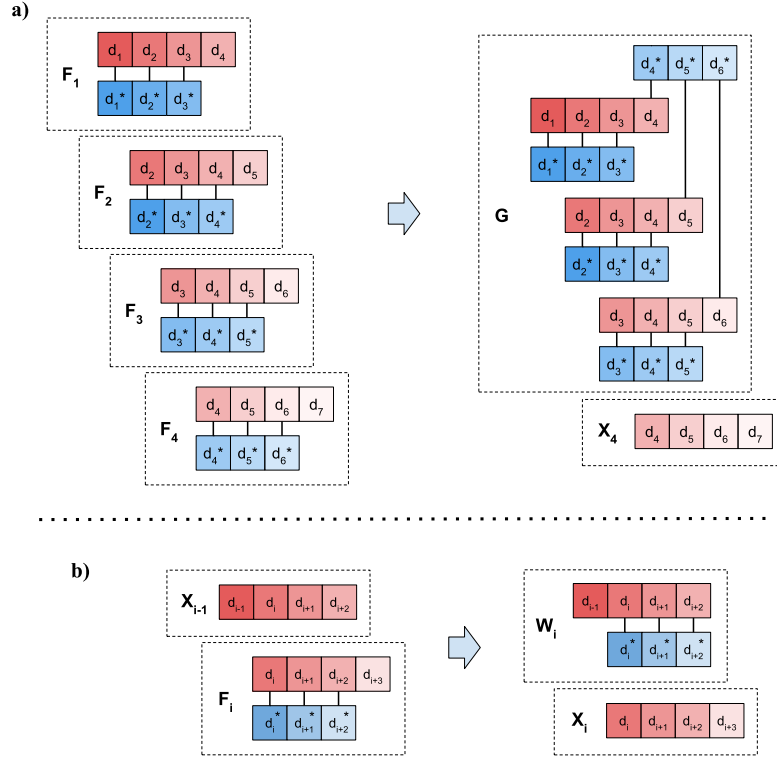 a)
F₁
d₁ d₂ d₃ d₄
d₁* d₂* d₃*
F₂
d₂ d₃ d₄ d₅
d₂* d₃* d₄*
F₃
d₃ d₄ d₅ d₆
d₃* d₄* d₅*
F₄
d₄ d₅ d₆ d₇
d₄* d₅* d₆*
G
d₄* d₅* d₆*
d₁ d₂ d₃ d₄
d₁* d₂* d₃*
d₂ d₃ d₄ d₅
d₂* d₃* d₄*
d₃ d₄ d₅ d₆
d₃* d₄* d₅*
X₄ d₄ d₅ d₆ d₇
b)
Xᵢ₋₁ dᵢ₋₁ dᵢ dᵢ₊₁ dᵢ₊₂
Fᵢ
dᵢ dᵢ₊₁ dᵢ₊₂ dᵢ₊₃
dᵢ* dᵢ₊₁* dᵢ₊₂*
Wᵢ
dᵢ₋₁ dᵢ dᵢ₊₁ dᵢ₊₂
dᵢ* dᵢ₊₁* dᵢ₊₂*
Xᵢ dᵢ dᵢ₊₁ dᵢ₊₂ dᵢ₊₃